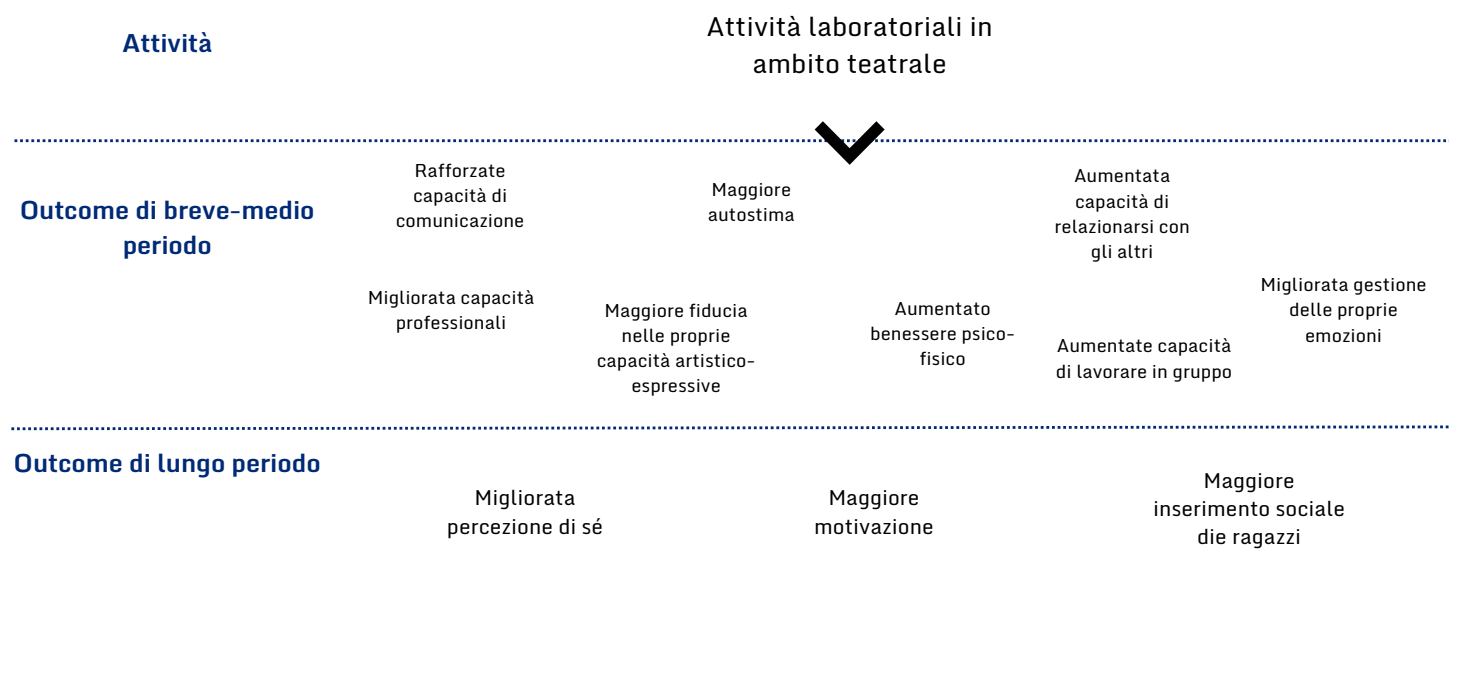 Attività
Attività laboratoriali in
ambito teatrale
Outcome di breve-medio
periodo
Rafforzate
capacità di
comunicazione
Maggiore
autostima
Aumentata
capacità di
relazionarsi con
gli altri
Migliorata capacità
professionali
Maggiore fiducia
nelle proprie
capacità artistico-
espressive
Aumentato
benessere psico-
fisico
Aumentate capacità
di lavorare in gruppo
Migliorata gestione
delle proprie
emozioni
Outcome di lungo periodo
Migliorata
percezione di sé
Maggiore
motivazione
Maggiore
inserimento sociale
die ragazzi